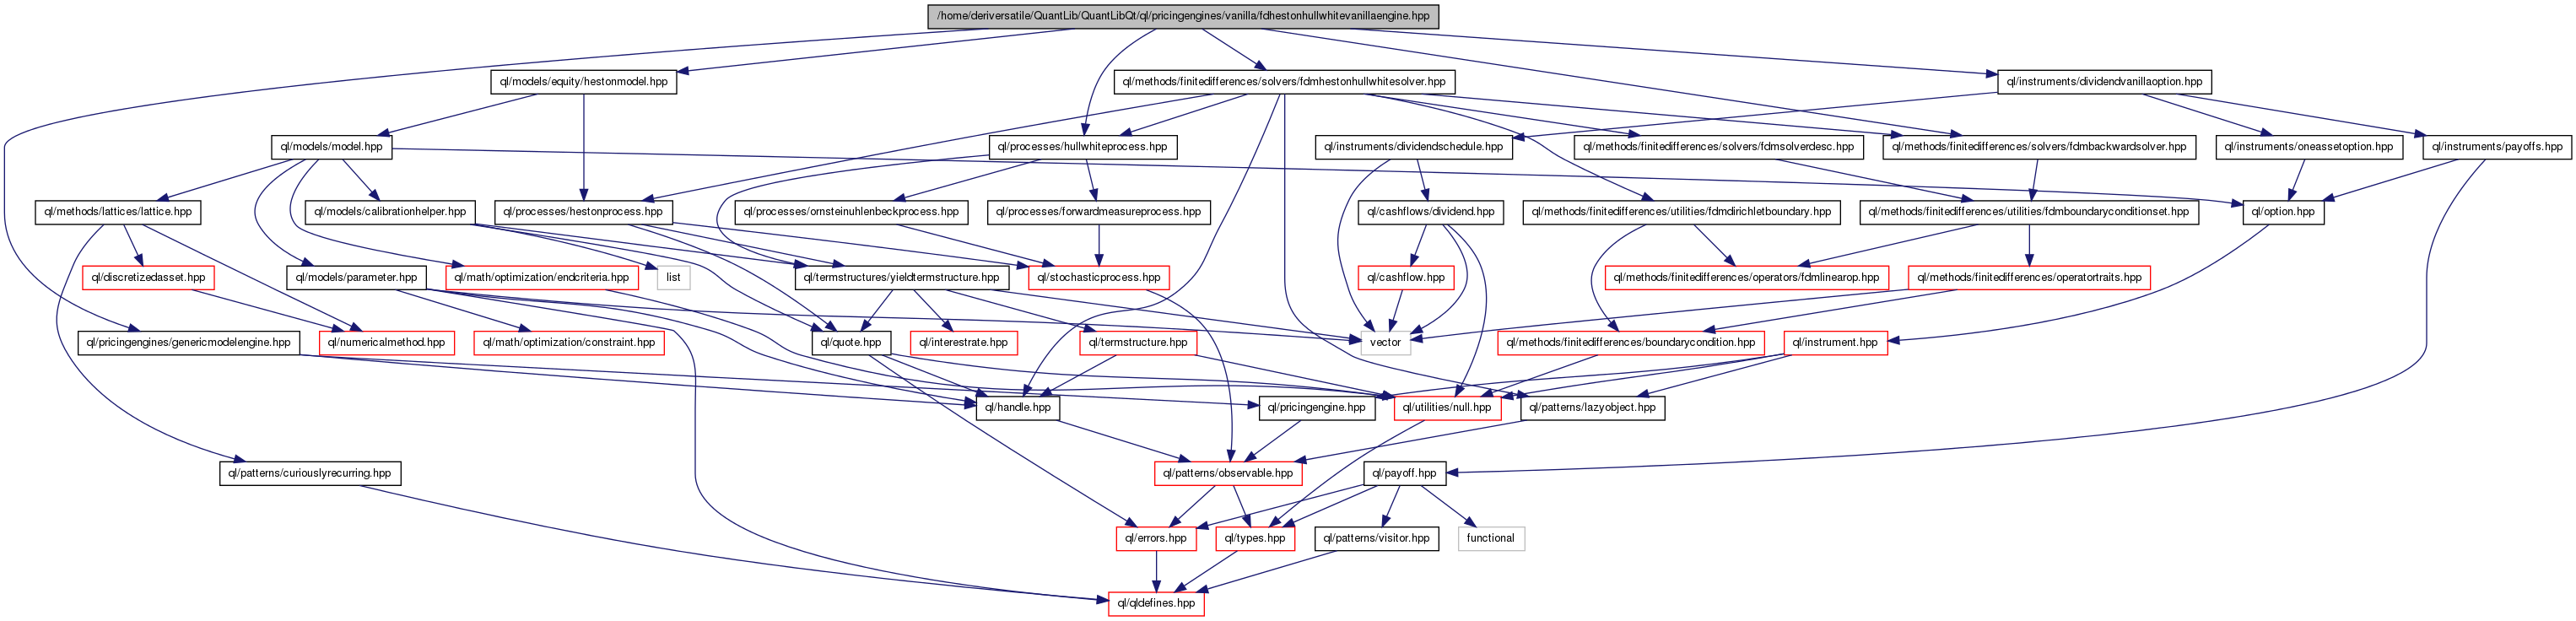 /home/deriversatile/QuantLib/QuantLibQt/ql/pricingengines/vanilla/fdhestonhullwhitevanillaengine.hpp
ql/models/equity/hestonmodel.hpp
ql/methods/finitedifferences/solvers/fdmhestonhullwhitesolver.hpp
ql/instruments/dividendvanillaoption.hpp
ql/models/model.hpp
ql/processes/hullwhiteprocess.hpp
ql/instruments/dividendschedule.hpp
ql/methods/finitedifferences/solvers/fdmsolverdesc.hpp
ql/methods/finitedifferences/solvers/fdmbackwardsolver.hpp
ql/instruments/oneassetoption.hpp
ql/instruments/payoffs.hpp
ql/methods/lattices/lattice.hpp
ql/models/calibrationhelper.hpp
ql/processes/hestonprocess.hpp
ql/processes/ornsteinuhlenbeckprocess.hpp
ql/processes/forwardmeasureprocess.hpp
ql/cashflows/dividend.hpp
ql/methods/finitedifferences/utilities/fdmdirichletboundary.hpp
ql/methods/finitedifferences/utilities/fdmboundaryconditionset.hpp
ql/option.hpp
ql/discretizedasset.hpp
ql/models/parameter.hpp
ql/math/optimization/endcriteria.hpp
list
ql/termstructures/yieldtermstructure.hpp
ql/stochasticprocess.hpp
ql/cashflow.hpp
ql/methods/finitedifferences/operators/fdmlinearop.hpp
ql/methods/finitedifferences/operatortraits.hpp
ql/pricingengines/genericmodelengine.hpp
ql/numericalmethod.hpp
ql/math/optimization/constraint.hpp
ql/quote.hpp
ql/interestrate.hpp
ql/termstructure.hpp
vector
ql/methods/finitedifferences/boundarycondition.hpp
ql/instrument.hpp
ql/handle.hpp
ql/pricingengine.hpp
ql/utilities/null.hpp
ql/patterns/lazyobject.hpp
ql/patterns/curiouslyrecurring.hpp
ql/patterns/observable.hpp
ql/payoff.hpp
ql/errors.hpp
ql/types.hpp
ql/patterns/visitor.hpp
functional
ql/qldefines.hpp